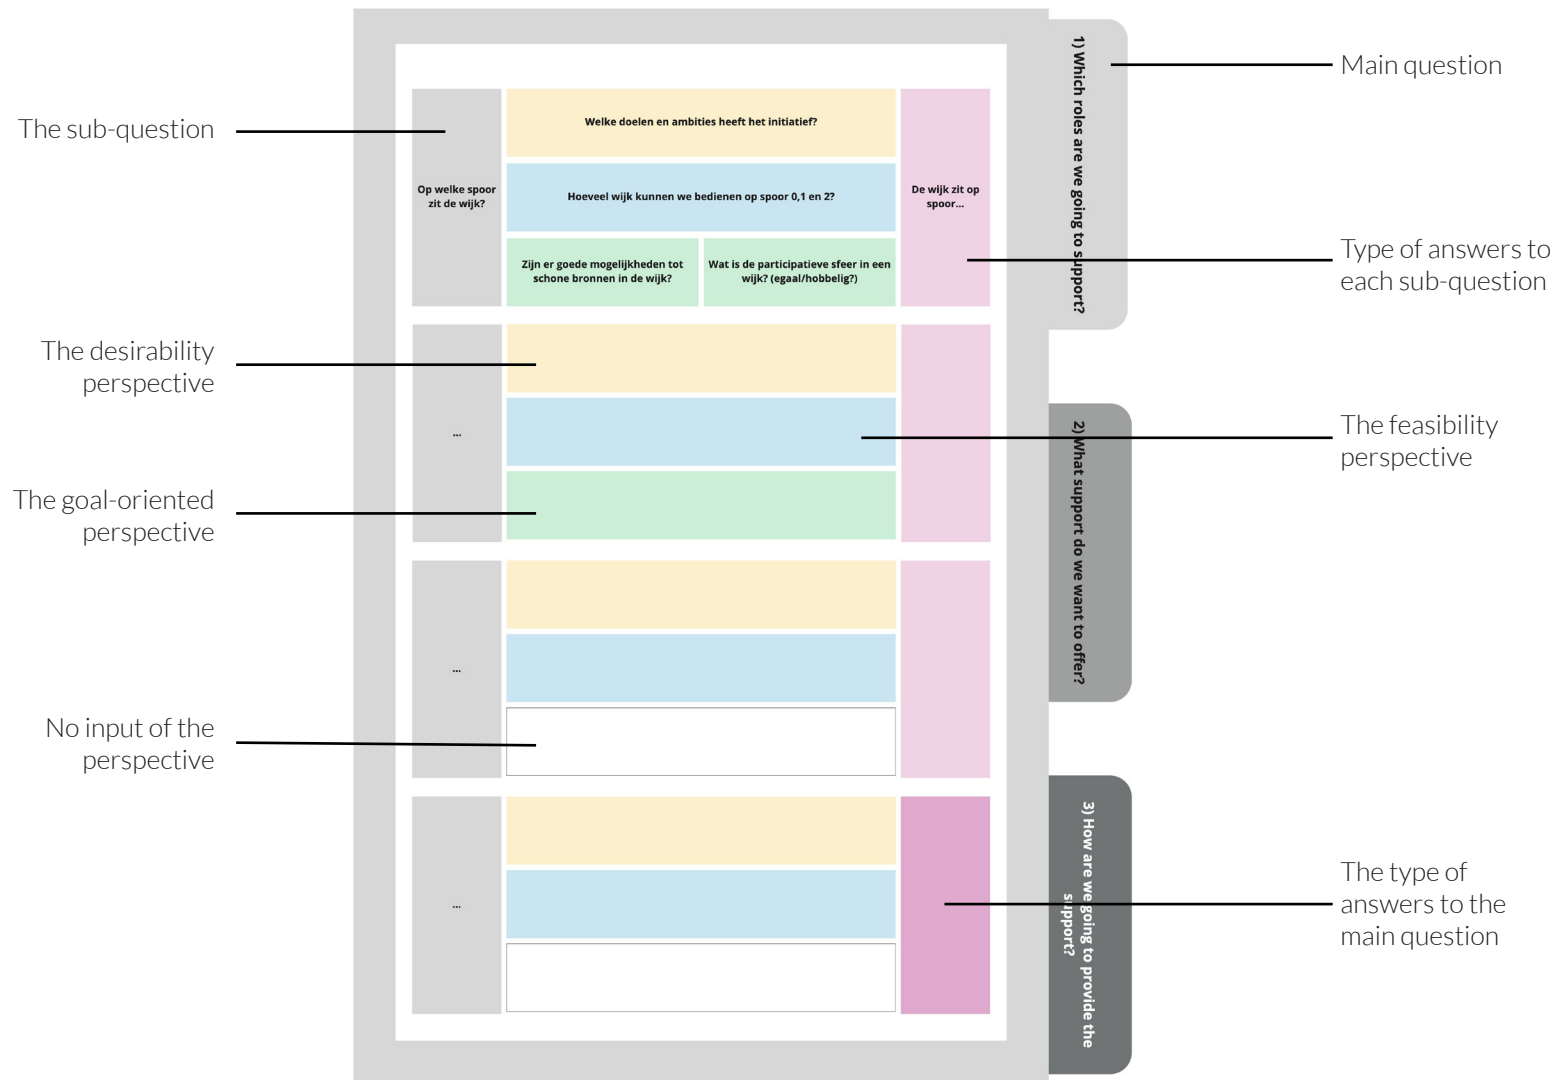 The sub-question
The desirability
perspective
The goal-oriented
perspective
No input of the
perspective
Op welke spoor
zit de wijk?
Welke doelen en ambities heeft het initiatief?
Hoeveel wijk kunnen we bedienen op spoor 0,1 en 2?
Zijn er goede mogelijkheden tot
schone bronnen in de wijk?
Wat is de participatieve sfeer in een
wijk? (egaal/hobbelig?)
De wijk zit op
spoor...
...
...
...
1) Which roles are we going to support?
2) What support do we want to offer?
3) How are we going to provide the
support?
Main question
Type of answers to
each sub-question
The feasibility
perspective
The type of
answers to the
main question